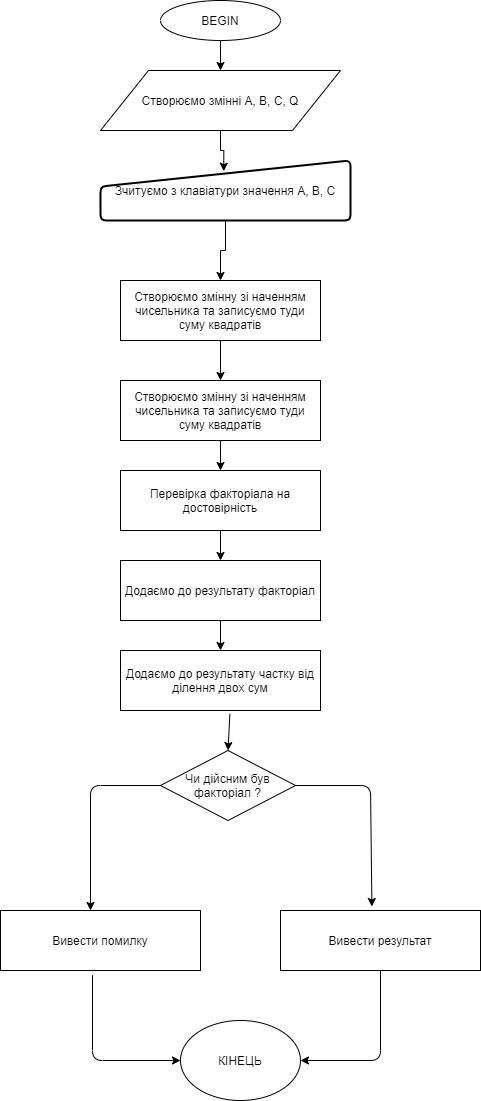 BEGIN
Створюємо змінні A, B, C, Q
Зчитуємо з клавіатури значення A, B, C
Створюємо змінну зі наченням
чисельника та записуємо туди
суму квадратів
Створюємо змінну зі наченням
чисельника та записуємо туди
суму квадратів
Перевірка факторіала на
достовірність
Додаємо до результату факторіал
Додаємо до результату частку від
ділення двох сум
Чи дійсним був
факторіал ?
Вивести помилку
Вивести результат
КІНЕЦЬ